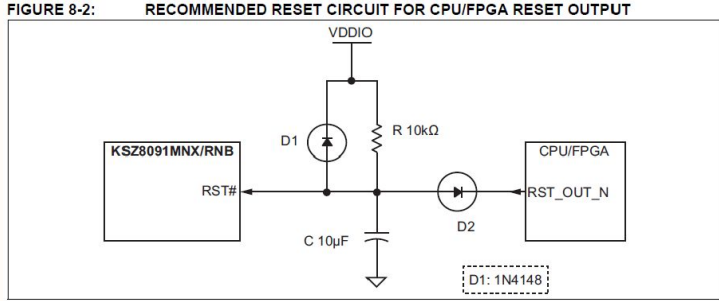 FIGURE 8-2: RECOMMENDED RESET CIRCUIT FOR CPU/FPGA RESET OUTPUT
VDDIO
D1
R 10kΩ
KSZ8091MNX/RNB
CPU/FPGA
RST#
RST_OUT_N
D2
C 10µF
D1: 1N4148